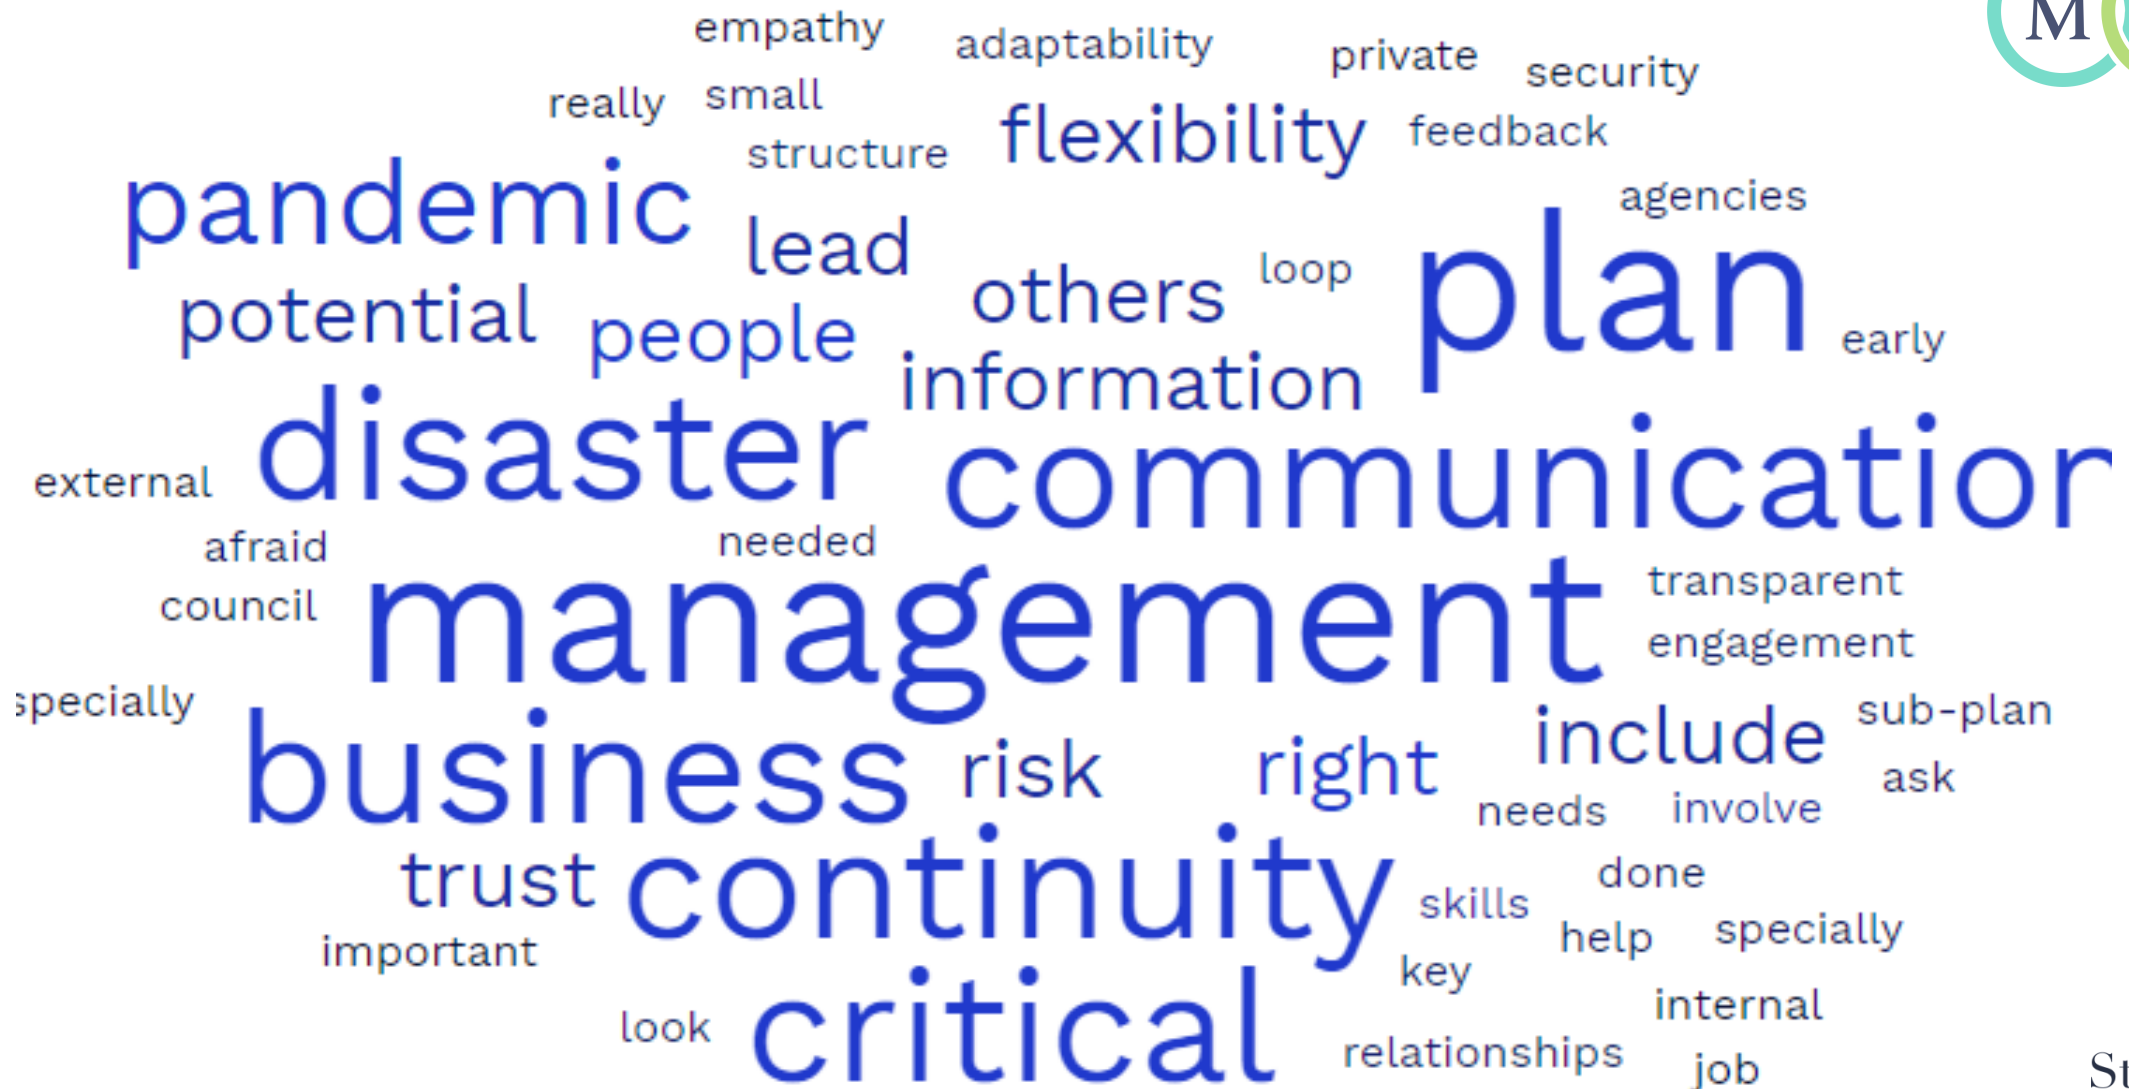 empathy adaptability private security M
really small flexibility feedback
structure
pandemic lead agencies
potential people others loop plan early
information
disaster communication
external
afraid needed
council management transparent
engagement
specially
business risk right include sub-plan
ask
needs involve
trust continuity skills done
important help specially
key
look critical internal
relationships job
St